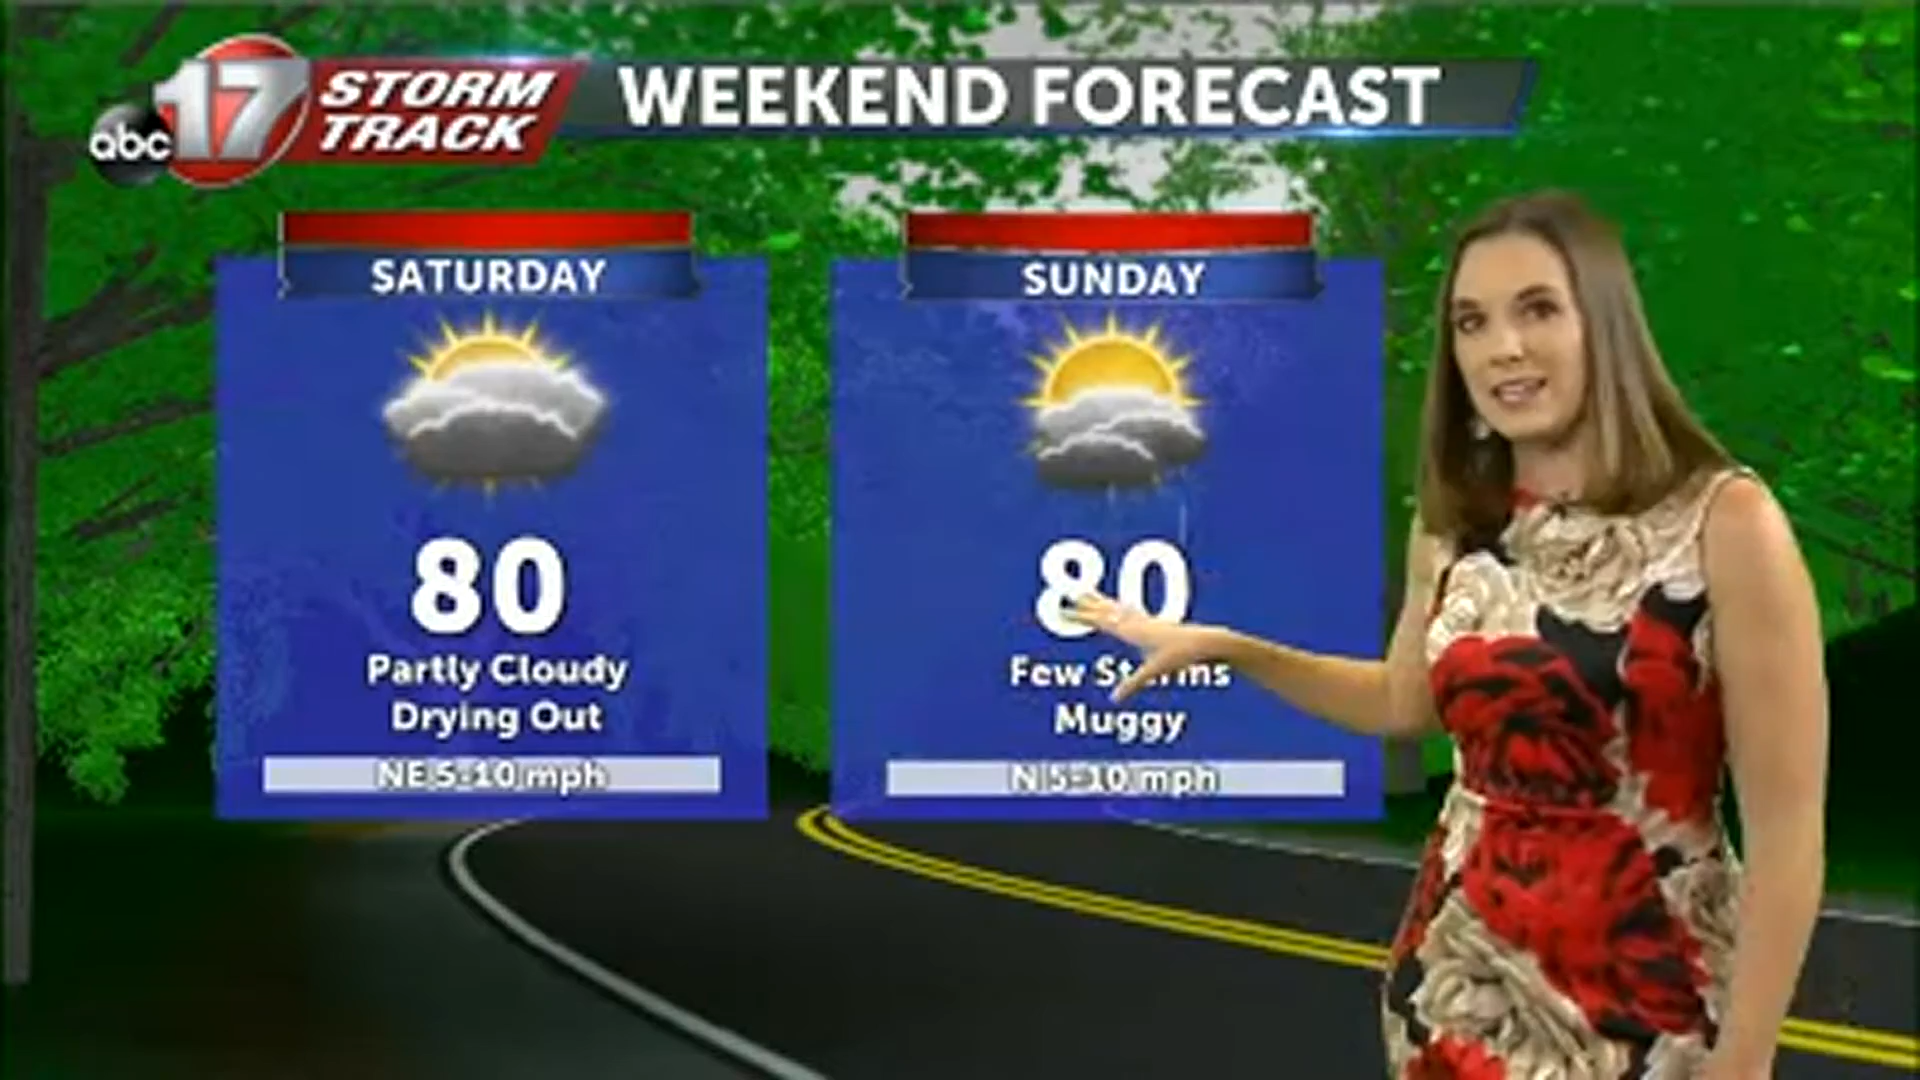 abc 17 STORM TRACK
WEEKEND FORECAST
SATURDAY
80
Partly Cloudy
Drying Out
NE 5-10 mph
SUNDAY
80
Few Storms
Muggy
N 5-10 mph